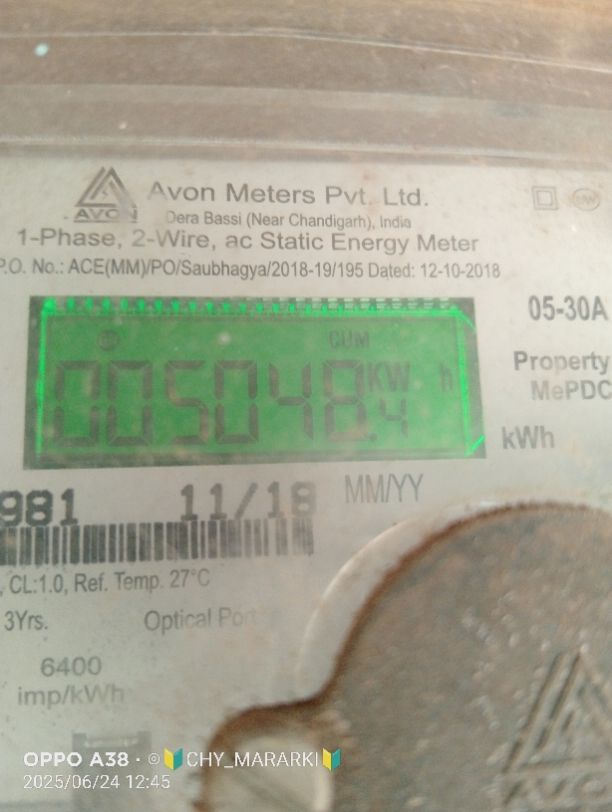 Avon Meters Pvt. Ltd.
AVON
Dera Bassi (Near Chandigarh), India
1-Phase, 2-Wire, ac Static Energy Meter
P.O. No.: ACE(MM)/PO/Saubhagya/2018-19/195 Dated: 12-10-2018
05-30A
CUM
005048.4 KW h
Property
MePDC
kWh
981 11/18 MM/YY
, CL:1.0, Ref. Temp. 27°C
3Yrs. Optical Port
6400
imp/kWh
AVON
OPPO A38 · ©🔰CHY_MARARKI🔰
2025/06/24 12:45